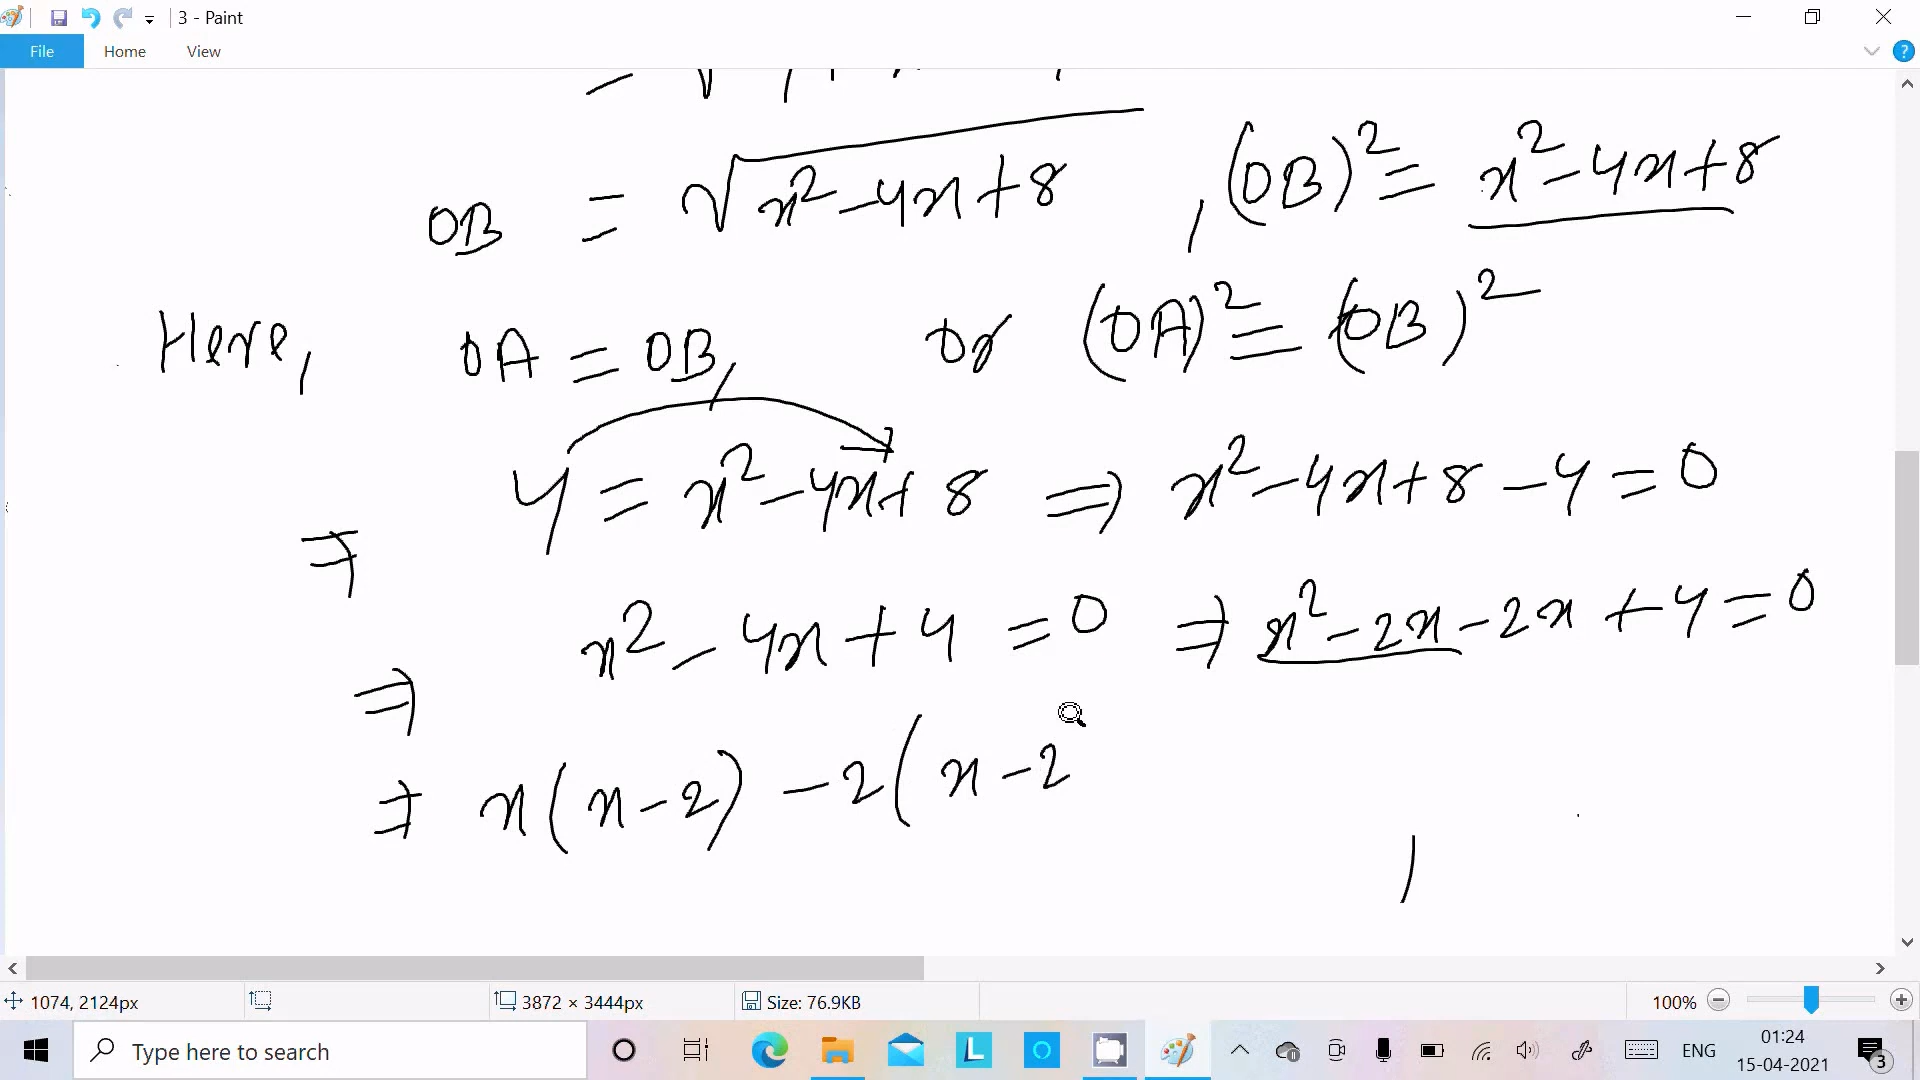 3 - Paint
File Home View
OB = √x²-4x+8 , (OB)² = x²-4x+8
Here, OA = OB, or (OA)² = (OB)²
⇒ 4 = x²-4x+8 ⇒ x²-4x+8-4=0
⇒ x²-4x+4=0 ⇒ x²-2x-2x+4=0
⇒ x(x-2)-2(x-2
1074, 2124px 3872 × 3444px Size: 76.9KB 100%
Type here to search L ENG 01:24
15-04-2021 3